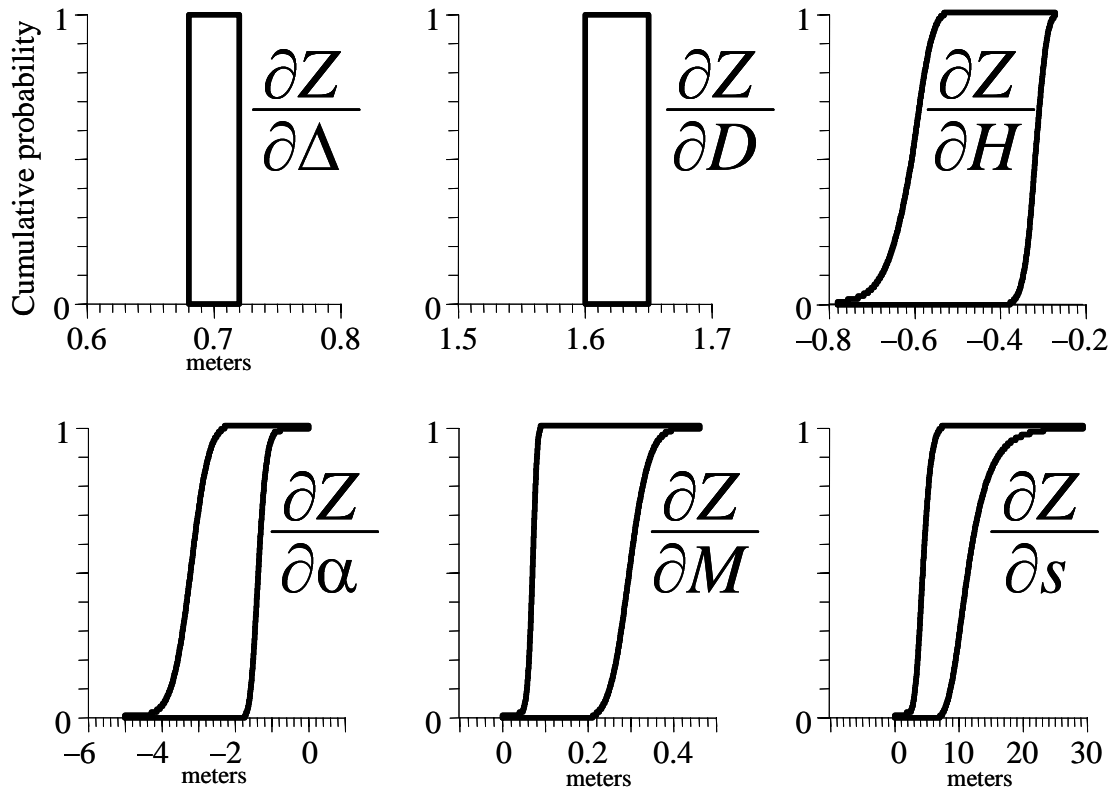 Cumulative probability
1
0
0.6 0.7 0.8
meters
∂Z
∂Δ
1
0
1.5 1.6 1.7
∂Z
∂D
1
0
−0.8 −0.6 −0.4 −0.2
∂Z
∂H
1
0
−6 −4 −2 0
meters
∂Z
∂α
1
0
0 0.2 0.4
meters
∂Z
∂M
1
0
0 10 20 30
meters
∂Z
∂s